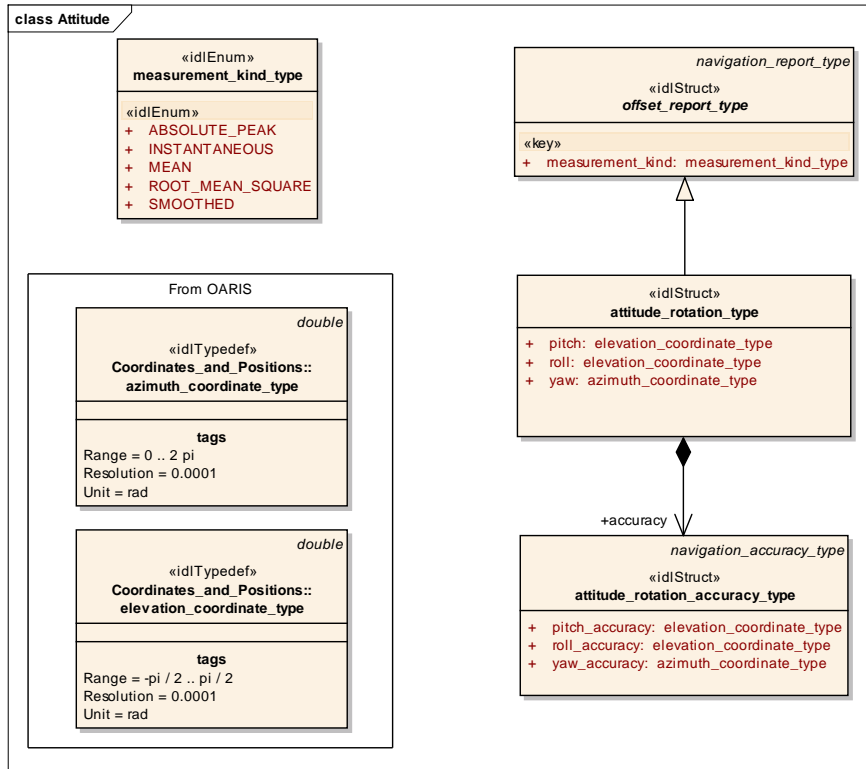 class Attitude
«idlEnum»
measurement_kind_type
«idlEnum»
+ ABSOLUTE_PEAK
+ INSTANTANEOUS
+ MEAN
+ ROOT_MEAN_SQUARE
+ SMOOTHED
navigation_report_type
«idlStruct»
offset_report_type
«key»
+ measurement_kind: measurement_kind_type
From OARIS
double
«idlTypedef»
Coordinates_and_Positions::
azimuth_coordinate_type
tags
Range = 0 .. 2 pi
Resolution = 0.0001
Unit = rad
double
«idlTypedef»
Coordinates_and_Positions::
elevation_coordinate_type
tags
Range = -pi / 2 .. pi / 2
Resolution = 0.0001
Unit = rad
«idlStruct»
attitude_rotation_type
+ pitch: elevation_coordinate_type
+ roll: elevation_coordinate_type
+ yaw: azimuth_coordinate_type
+accuracy
navigation_accuracy_type
«idlStruct»
attitude_rotation_accuracy_type
+ pitch_accuracy: elevation_coordinate_type
+ roll_accuracy: elevation_coordinate_type
+ yaw_accuracy: azimuth_coordinate_type